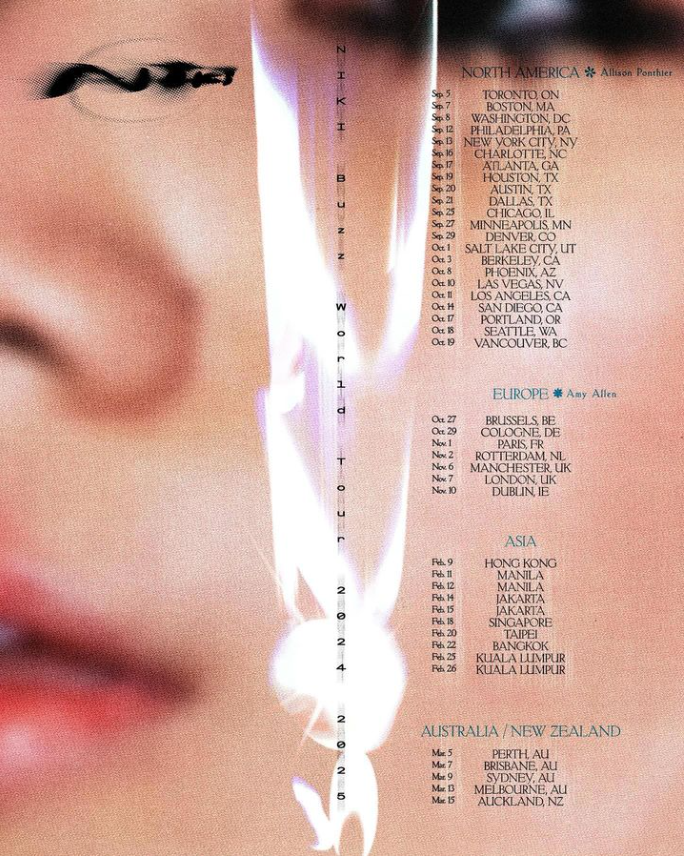 NIKI
NIKI Buzz World Tour 2024 2025
NORTH AMERICA ✽ Allison Ponthier
Sep. 5 TORONTO, ON
Sep. 7 BOSTON, MA
Sep. 8 WASHINGTON, DC
Sep. 12 PHILADELPHIA, PA
Sep. 13 NEW YORK CITY, NY
Sep. 16 CHARLOTTE, NC
Sep. 17 ATLANTA, GA
Sep. 19 HOUSTON, TX
Sep. 20 AUSTIN, TX
Sep. 21 DALLAS, TX
Sep. 25 CHICAGO, IL
Sep. 27 MINNEAPOLIS, MN
Sep. 29 DENVER, CO
Oct. 1 SALT LAKE CITY, UT
Oct. 3 BERKELEY, CA
Oct. 8 PHOENIX, AZ
Oct. 10 LAS VEGAS, NV
Oct. 11 LOS ANGELES, CA
Oct. 14 SAN DIEGO, CA
Oct. 17 PORTLAND, OR
Oct. 18 SEATTLE, WA
Oct. 19 VANCOUVER, BC
EUROPE ✽ Amy Allen
Oct. 27 BRUSSELS, BE
Oct. 29 COLOGNE, DE
Nov. 1 PARIS, FR
Nov. 2 ROTTERDAM, NL
Nov. 6 MANCHESTER, UK
Nov. 7 LONDON, UK
Nov. 10 DUBLIN, IE
ASIA
Feb. 9 HONG KONG
Feb. 11 MANILA
Feb. 12 MANILA
Feb. 14 JAKARTA
Feb. 15 JAKARTA
Feb. 18 SINGAPORE
Feb. 20 TAIPEI
Feb. 22 BANGKOK
Feb. 25 KUALA LUMPUR
Feb. 26 KUALA LUMPUR
AUSTRALIA / NEW ZEALAND
Mar. 5 PERTH, AU
Mar. 7 BRISBANE, AU
Mar. 9 SYDNEY, AU
Mar. 13 MELBOURNE, AU
Mar. 15 AUCKLAND, NZ